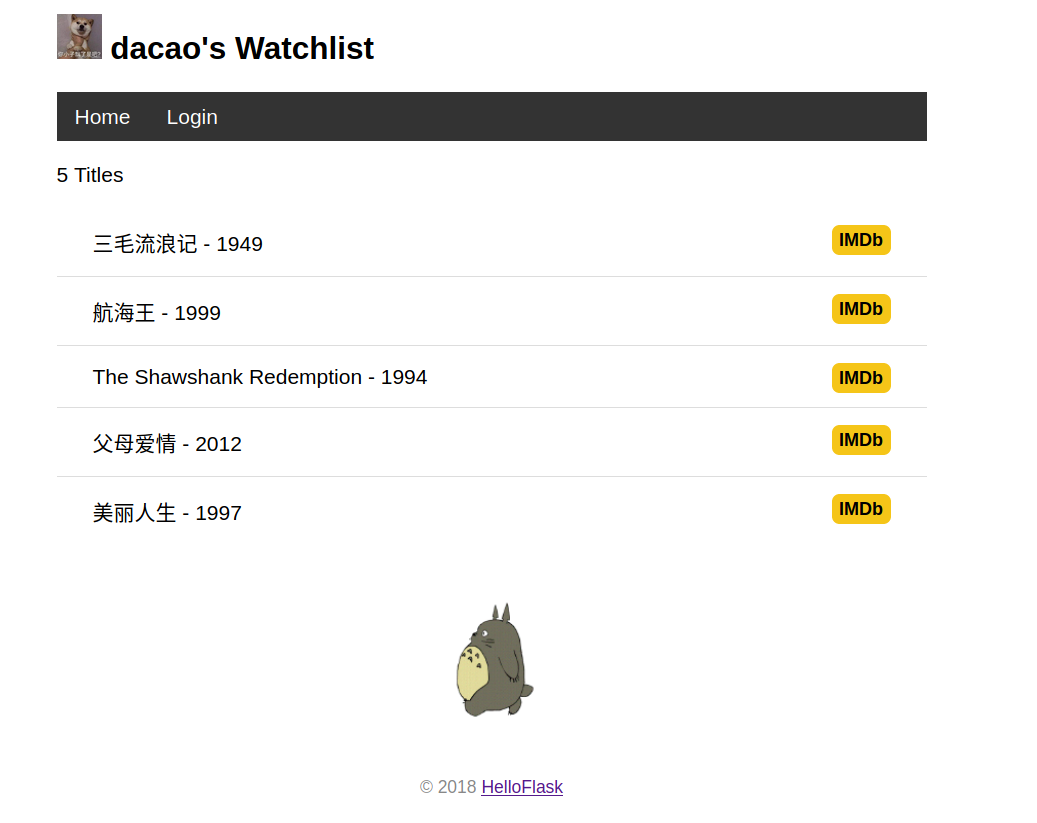 dacao's Watchlist
Home Login
5 Titles
三毛流浪记 - 1949 IMDb
航海王 - 1999 IMDb
The Shawshank Redemption - 1994 IMDb
父母爱情 - 2012 IMDb
美丽人生 - 1997 IMDb
© 2018 HelloFlask